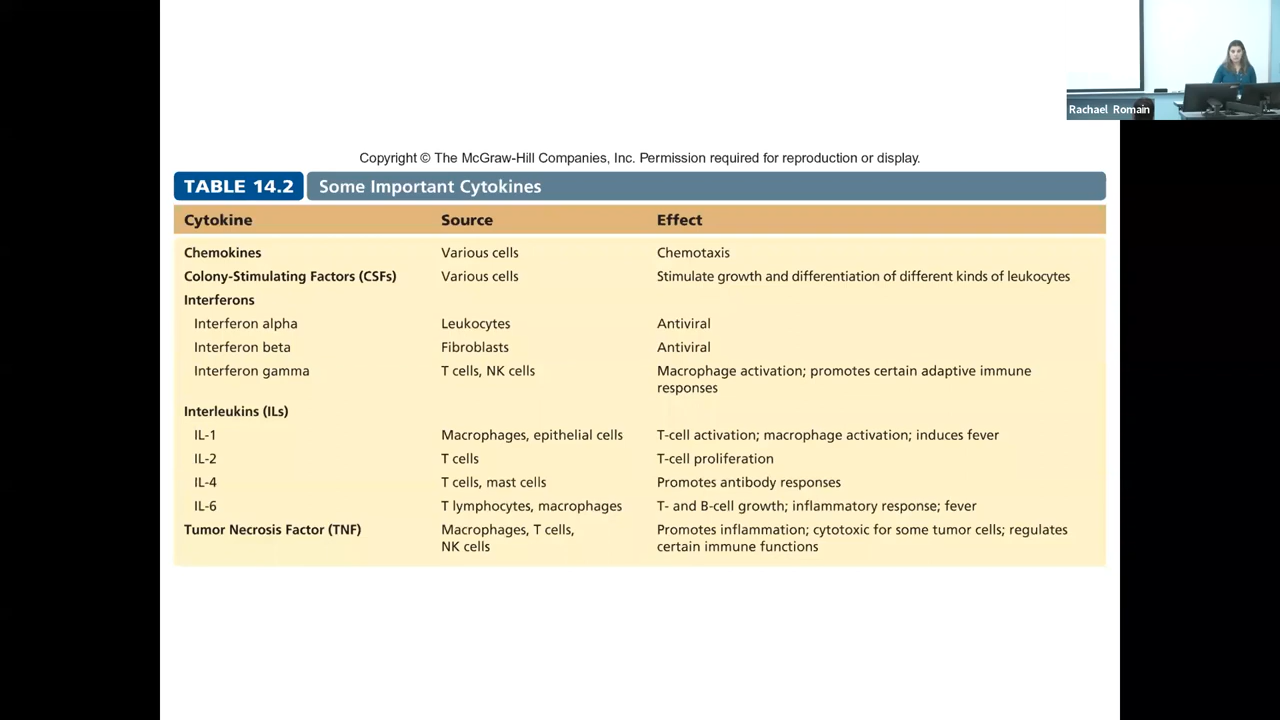 Rachael Romain
Copyright © The McGraw-Hill Companies, Inc. Permission required for reproduction or display.
TABLE 14.2 Some Important Cytokines
Cytokine Source Effect
Chemokines Various cells Chemotaxis
Colony-Stimulating Factors (CSFs) Various cells Stimulate growth and differentiation of different kinds of leukocytes
Interferons
Interferon alpha Leukocytes Antiviral
Interferon beta Fibroblasts Antiviral
Interferon gamma T cells, NK cells Macrophage activation; promotes certain adaptive immune
responses
Interleukins (ILs)
IL-1 Macrophages, epithelial cells T-cell activation; macrophage activation; induces fever
IL-2 T cells T-cell proliferation
IL-4 T cells, mast cells Promotes antibody responses
IL-6 T lymphocytes, macrophages T- and B-cell growth; inflammatory response; fever
Tumor Necrosis Factor (TNF) Macrophages, T cells, Promotes inflammation; cytotoxic for some tumor cells; regulates
NK cells certain immune functions